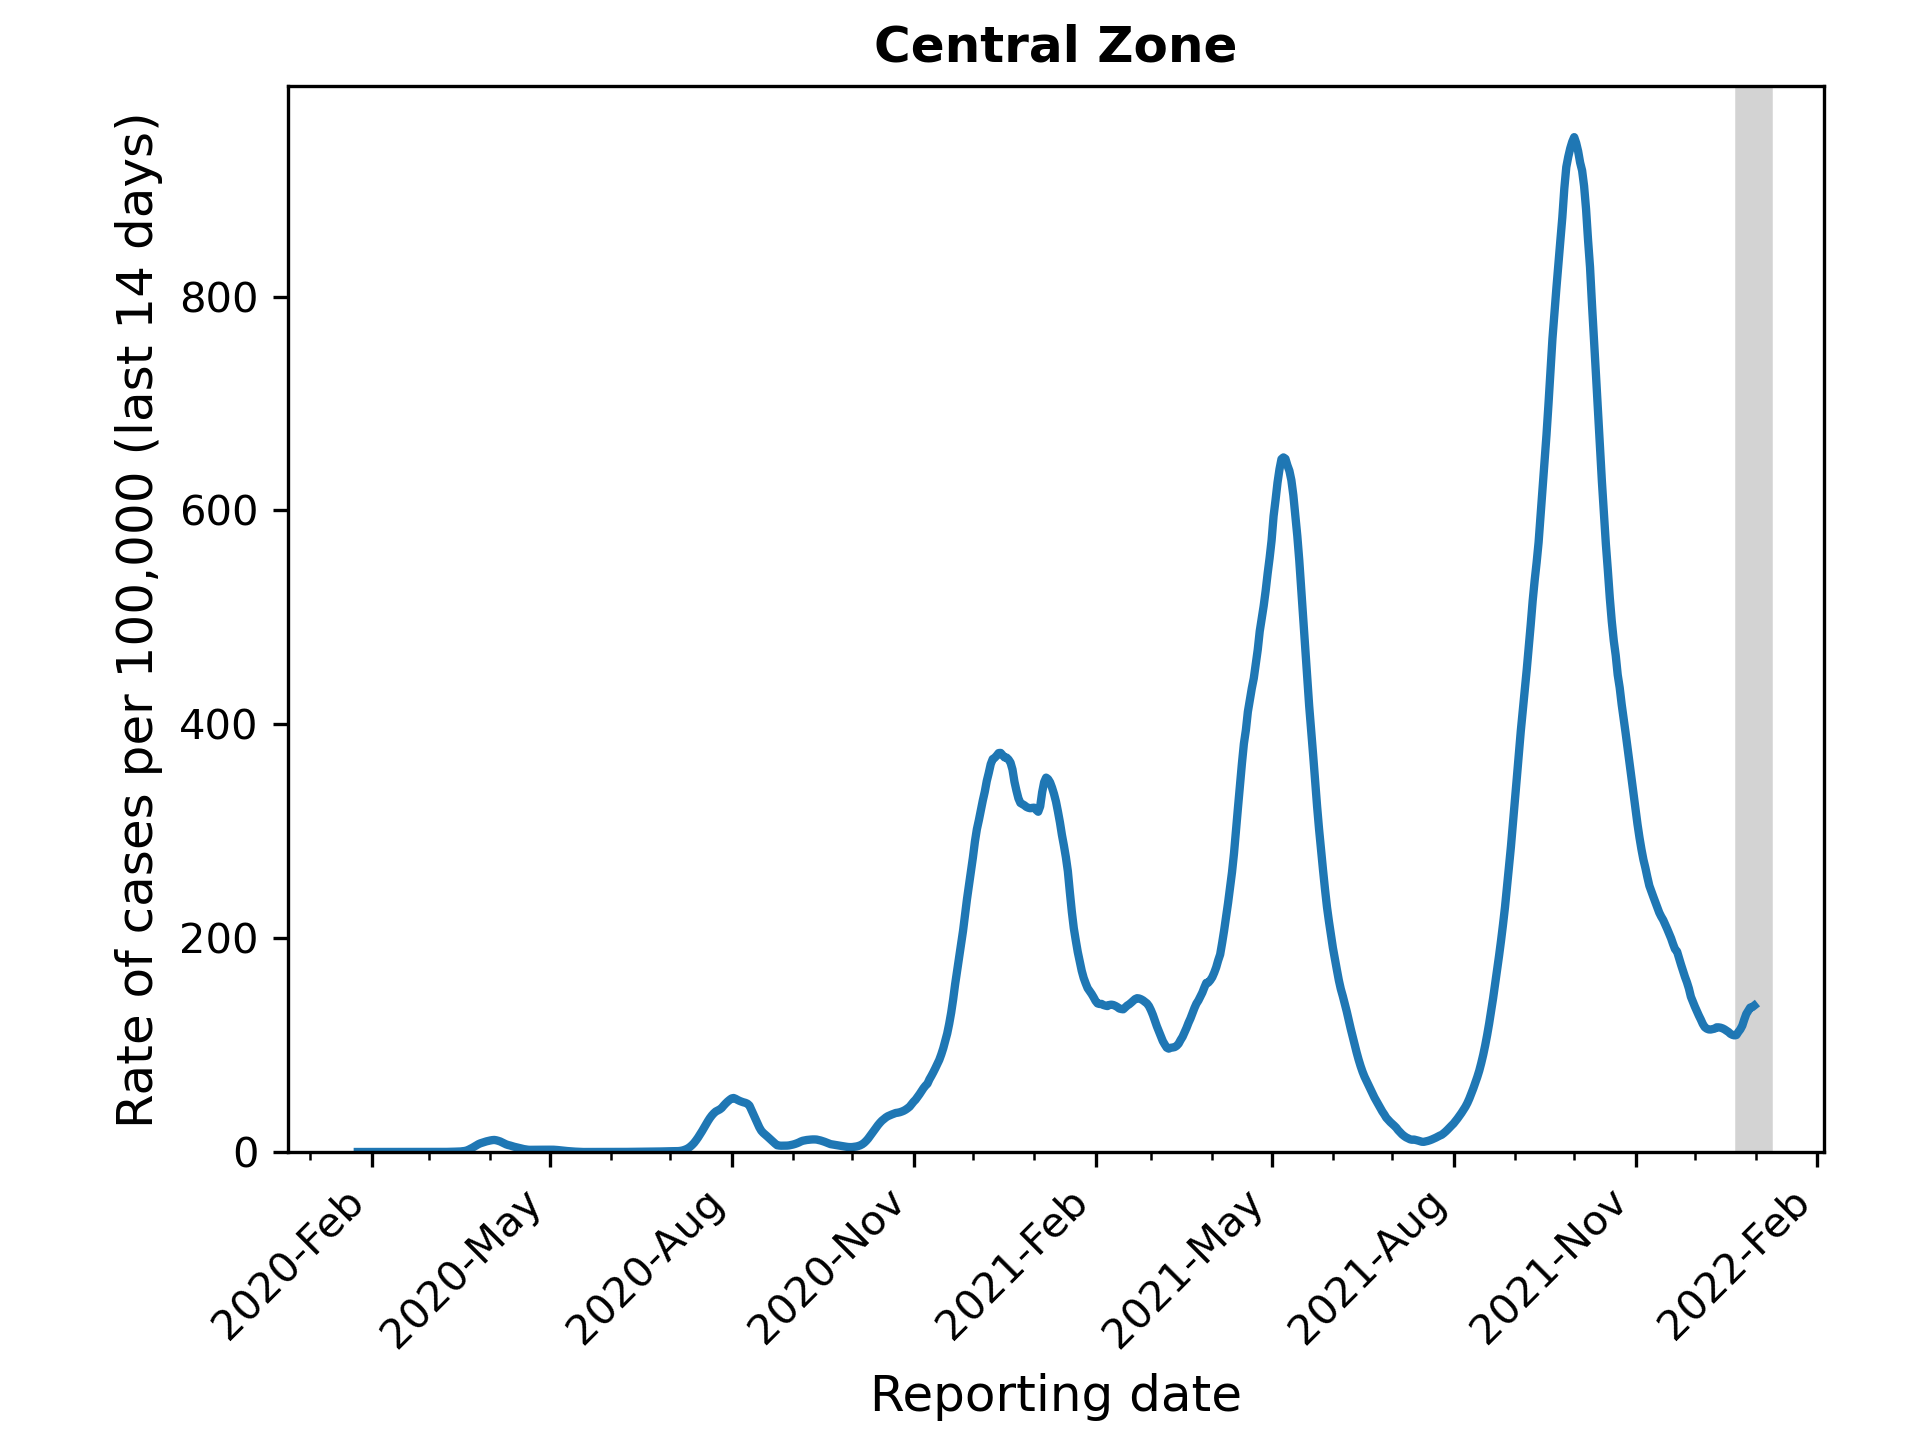 Central Zone
Rate of cases per 100,000 (last 14 days)
800
600
400
200
0
2020-Feb
2020-May
2020-Aug
2020-Nov
2021-Feb
2021-May
2021-Aug
2021-Nov
2022-Feb
Reporting date